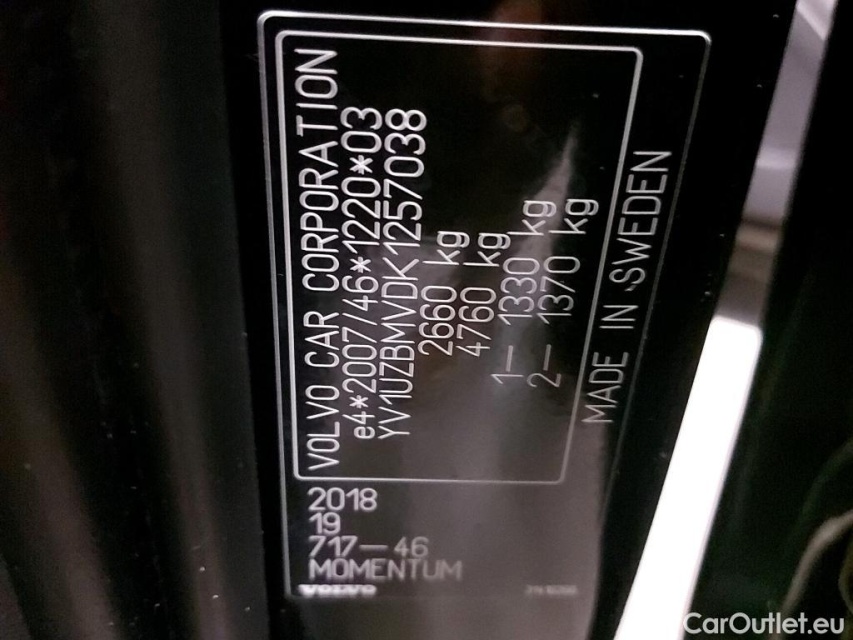 VOLVO CAR CORPORATION
e4*2007/46*1220*03
YV1UZBMVDK1257038
2660 kg
4760 kg
1– 1330 kg
2– 1370 kg
MADE IN SWEDEN
2018
19
717–46
MOMENTUM
VOLVO
CarOutlet.eu